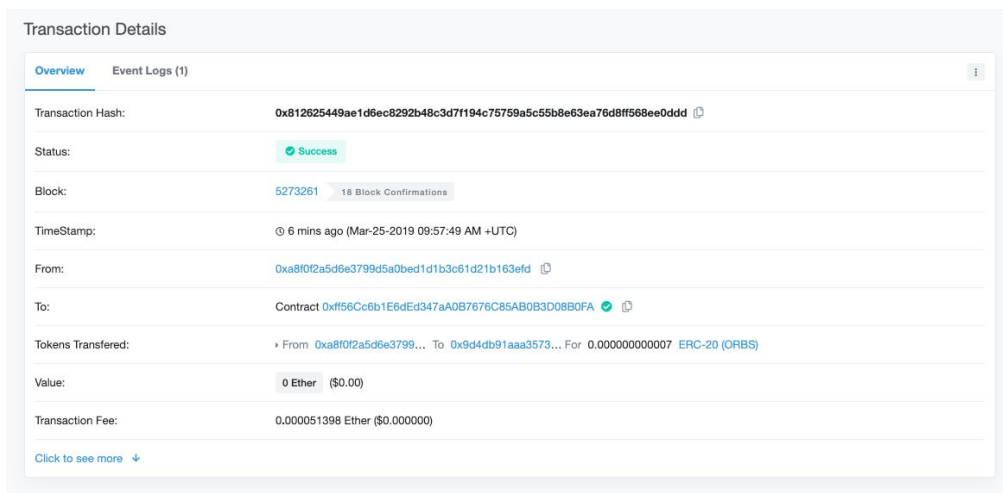 Transaction Details
Overview Event Logs (1)
Transaction Hash: 0x812625449ae1d6ec8292b48c3d7f194c75759a5c55b8e63ea76d8ff568ee0ddd
Status: Success
Block: 5273261 18 Block Confirmations
TimeStamp: 6 mins ago (Mar-25-2019 09:57:49 AM +UTC)
From: 0xa8f0f2a5d6e3799d5a0bed1d1b3c61d21b163efd
To: Contract 0xff56Cc6b1E6dEd347aA0B7676C85AB0B3D08B0FA
Tokens Transfered: From 0xa8f0f2a5d6e3799... To 0x9d4db91aaa3573... For 0.000000000007 ERC-20 (ORBS)
Value: 0 Ether ($0.00)
Transaction Fee: 0.000051398 Ether ($0.000000)
Click to see more